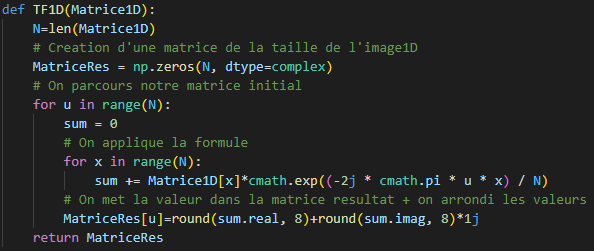 def TF1D(Matrice1D):
    N=len(Matrice1D)
    # Creation d'une matrice de la taille de l'image1D
    MatriceRes = np.zeros(N, dtype=complex)
    # On parcours notre matrice initial
    for u in range(N):
        sum = 0
        # On applique la formule
        for x in range(N):
            sum += Matrice1D[x]*cmath.exp((-2j * cmath.pi * u * x) / N)
        # On met la valeur dans la matrice resultat + on arrondi les valeurs
        MatriceRes[u]=round(sum.real, 8)+round(sum.imag, 8)*1j
    return MatriceRes